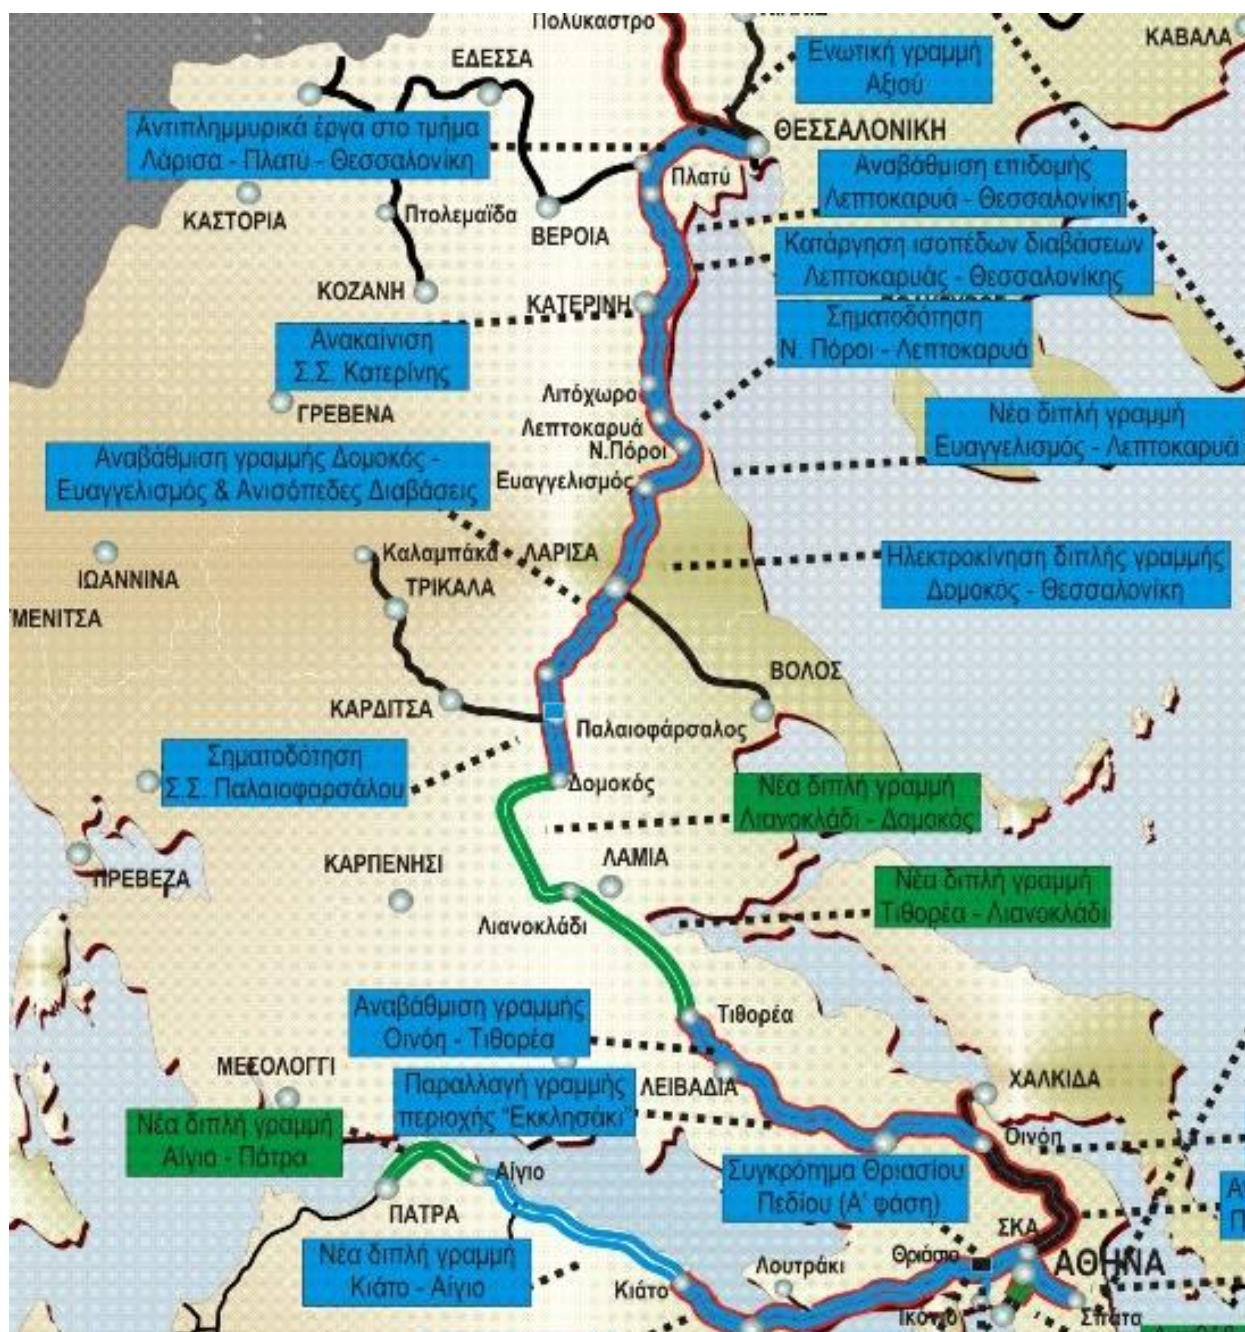 Πολύκαστρο
ΚΑΒΑΛΑ
ΕΔΕΣΣΑ
Ενωτική γραμμή
Αξιού
ΘΕΣΣΑΛΟΝΙΚΗ
Αντιπλημμυρικά έργα στο τμήμα
Λάρισα - Πλατύ - Θεσσαλονίκη
Πλατύ
Αναβάθμιση επιδομής
Λεπτοκαρυά - Θεσσαλονίκη
ΚΑΣΤΟΡΙΑ
Πτολεμαϊδα
ΒΕΡΟΙΑ
Κατάργηση ισοπέδων διαβάσεων
Λεπτοκαρυάς - Θεσσαλονίκης
ΚΟΖΑΝΗ
ΚΑΤΕΡΙΝΗ
Σηματοδότηση
Ν. Πόροι - Λεπτοκαρυά
Ανακαίνιση
Σ.Σ. Κατερίνης
Λιτόχωρο
ΓΡΕΒΕΝΑ
Λεπτοκαρυά
Ν.Πόροι
Νέα διπλή γραμμή
Ευαγγελισμός - Λεπτοκαρυά
Αναβάθμιση γραμμής Δομοκός -
Ευαγγελισμός & Ανισόπεδες Διαβάσεις
Ευαγγελισμός
Καλαμπάκα
ΛΑΡΙΣΑ
ΙΩΑΝΝΙΝΑ
ΤΡΙΚΑΛΑ
Ηλεκτροκίνηση διπλής γραμμής
Δομοκός - Θεσσαλονίκη
ΜΕΝΙΤΣΑ
ΒΟΛΟΣ
ΚΑΡΔΙΤΣΑ
Παλαιοφάρσαλος
Σηματοδότηση
Σ.Σ. Παλαιοφαρσάλου
Δομοκός
Νέα διπλή γραμμή
Λιανοκλάδι - Δομοκός
ΚΑΡΠΕΝΗΣΙ
ΛΑΜΙΑ
ΠΡΕΒΕΖΑ
Νέα διπλή γραμμή
Τιθορέα - Λιανοκλάδι
Λιανοκλάδι
Αναβάθμιση γραμμής
Οινόη - Τιθορέα
Τιθορέα
ΜΕΣΟΛΟΓΓΙ
ΛΕΙΒΑΔΙΑ
ΧΑΛΚΙΔΑ
Παραλλαγή γραμμής
περιοχής "Εκκλησάκι"
Νέα διπλή γραμμή
Αίγιο - Πάτρα
Οινόη
Αίγιο
Συγκρότημα Θριασίου
Πεδίου (Α' φάση)
ΠΑΤΡΑ
ΣΚΑ
Νέα διπλή γραμμή
Κιάτο - Αίγιο
Θριάσιο
ΑΘΗΝΑ
Λουτράκι
Κιάτο
Ικόνιο
Σπάτα